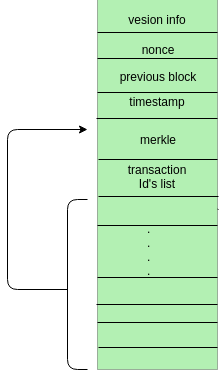 vesion info
nonce
previous block
timestamp
merkle
transaction
Id's list
.
.
.
.